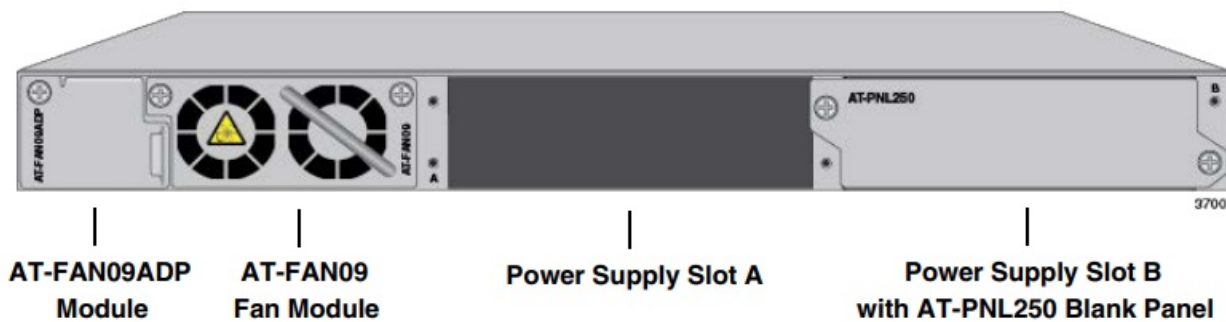 AT-FAN09ADP
AT-FAN09
A
AT-PNL250
B
3700
AT-FAN09ADP
Module
AT-FAN09
Fan Module
Power Supply Slot A
Power Supply Slot B
with AT-PNL250 Blank Panel